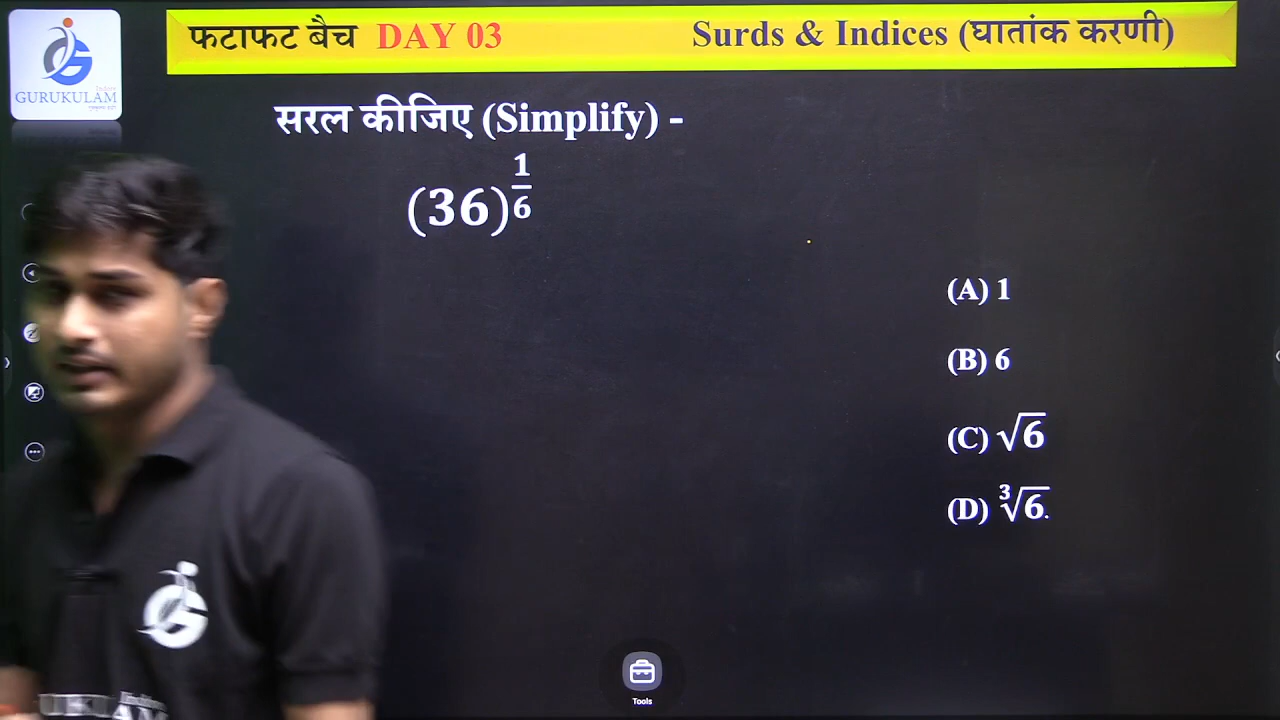 फटाफट बैच DAY 03
Surds & Indices (घातांक करणी)
GURUKULAM
सरल कीजिए (Simplify) -
(36)^{1/6}
(A) 1
(B) 6
(C) √6
(D) ∛6.
Tools